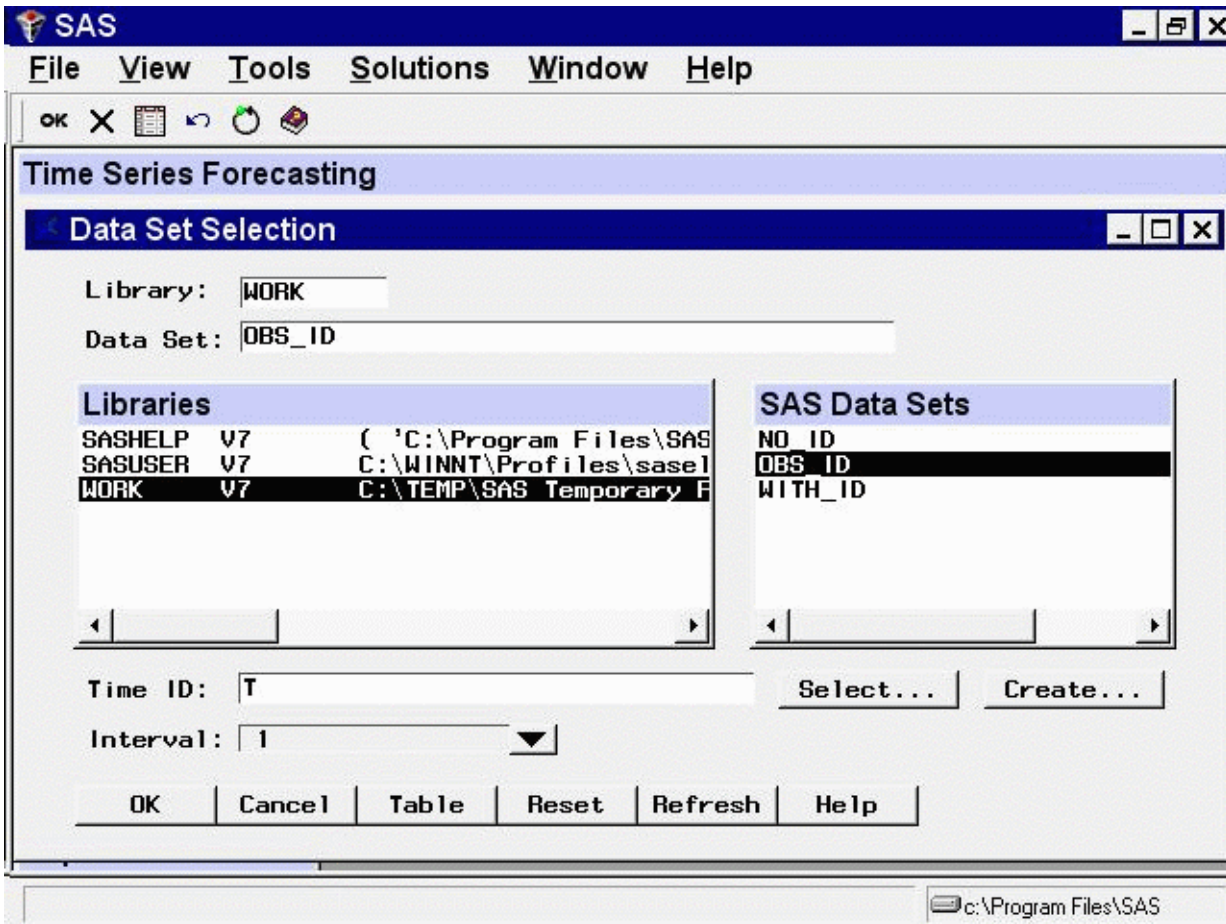 SAS
File View Tools Solutions Window Help
OK
Time Series Forecasting
Data Set Selection
Library: WORK
Data Set: OBS_ID
Libraries
SASHELP V7 ( 'C:\Program Files\SAS
SASUSER V7 C:\WINNT\Profiles\sasel
WORK V7 C:\TEMP\SAS Temporary F
SAS Data Sets
NO_ID
OBS_ID
WITH_ID
Time ID: T Select... Create...
Interval: 1
OK Cancel Table Reset Refresh Help
c:\Program Files\SAS